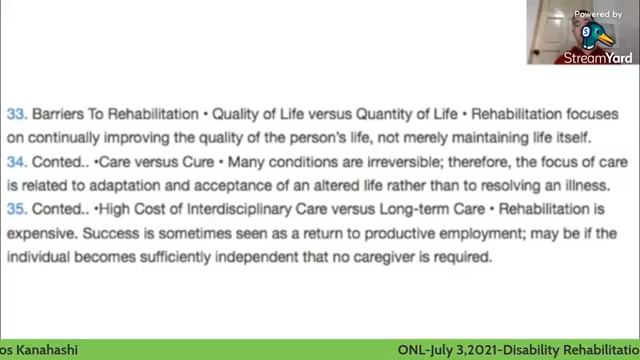 Powered by
StreamYard
33. Barriers To Rehabilitation • Quality of Life versus Quantity of Life • Rehabilitation focuses
on continually improving the quality of the person's life, not merely maintaining life itself.
34. Conted.. •Care versus Cure • Many conditions are irreversible; therefore, the focus of care
is related to adaptation and acceptance of an altered life rather than to resolving an illness.
35. Conted.. •High Cost of Interdisciplinary Care versus Long-term Care • Rehabilitation is
expensive. Success is sometimes seen as a return to productive employment; may be if the
individual becomes sufficiently independent that no caregiver is required.
os Kanahashi
ONL-July 3,2021-Disability Rehabilitatio